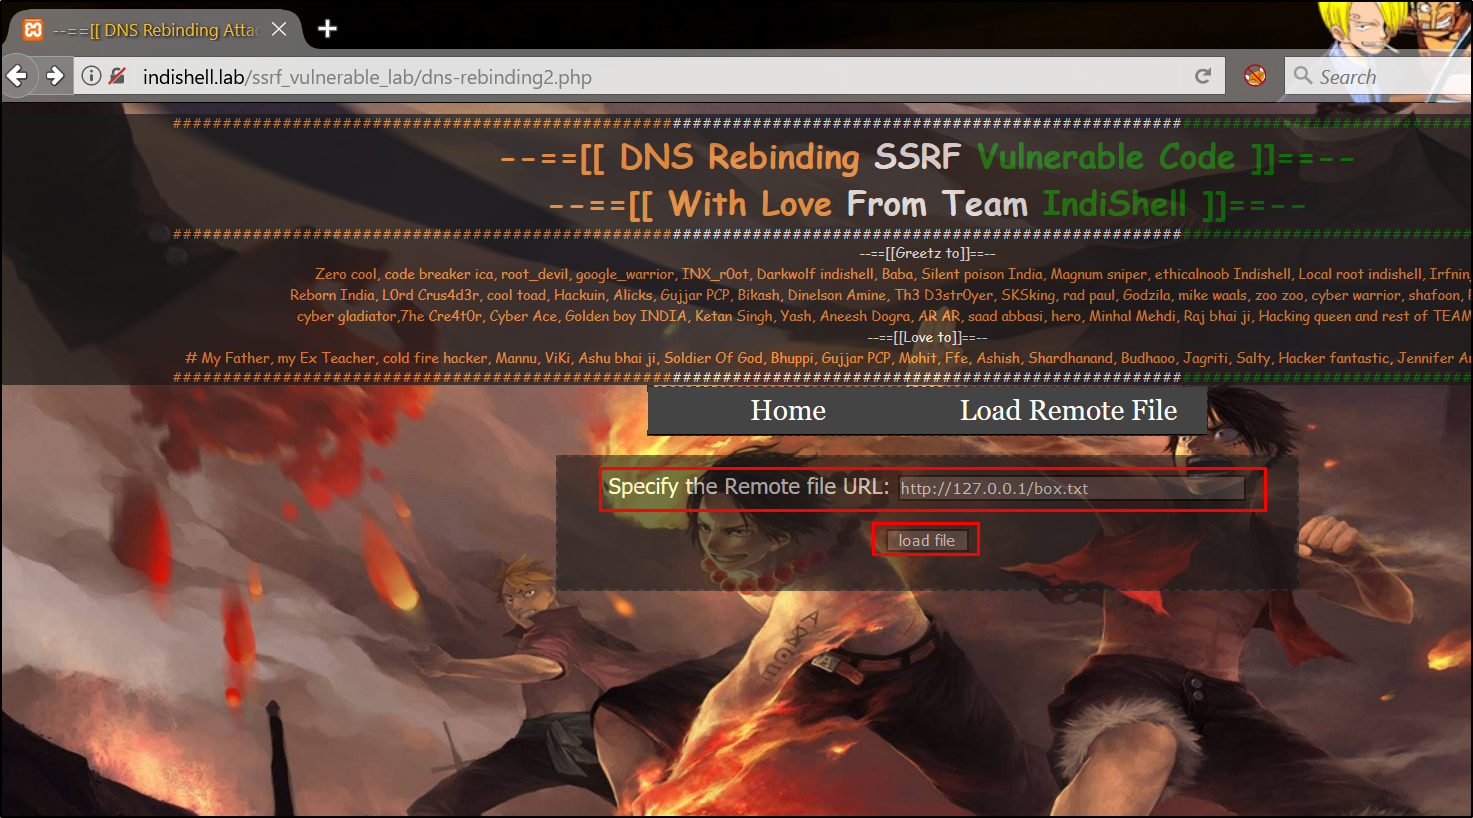 --==[[ DNS Rebinding Attac
indishell.lab/ssrf_vulnerable_lab/dns-rebinding2.php
Search
--==[[ DNS Rebinding SSRF Vulnerable Code ]]==--
--==[[ With Love From Team IndiShell ]]==--
--==[[Greetz to]]==--
Zero cool, code breaker ica, root_devil, google_warrior, INX_r0ot, Darkwolf indishell, Baba, Silent poison India, Magnum sniper, ethicalnoob Indishell, Local root indishell, Irfnin
Reborn India, L0rd Crus4d3r, cool toad, Hackuin, Alicks, Gujjar PCP, Bikash, Dinelson Amine, Th3 D3str0yer, SKSking, rad paul, Godzila, mike waals, zoo zoo, cyber warrior, shafoon,
cyber gladiator,7he Cre4t0r, Cyber Ace, Golden boy INDIA, Ketan Singh, Yash, Aneesh Dogra, AR AR, saad abbasi, hero, Minhal Mehdi, Raj bhai ji, Hacking queen and rest of TEAM
--==[[Love to]]==--
# My Father, my Ex Teacher, cold fire hacker, Mannu, ViKi, Ashu bhai ji, Soldier Of God, Bhuppi, Gujjar PCP, Mohit, Ffe, Ashish, Shardhanand, Budhaoo, Jagriti, Salty, Hacker fantastic, Jennifer Ar
Home Load Remote File
Specify the Remote file URL: http://127.0.0.1/box.txt
load file